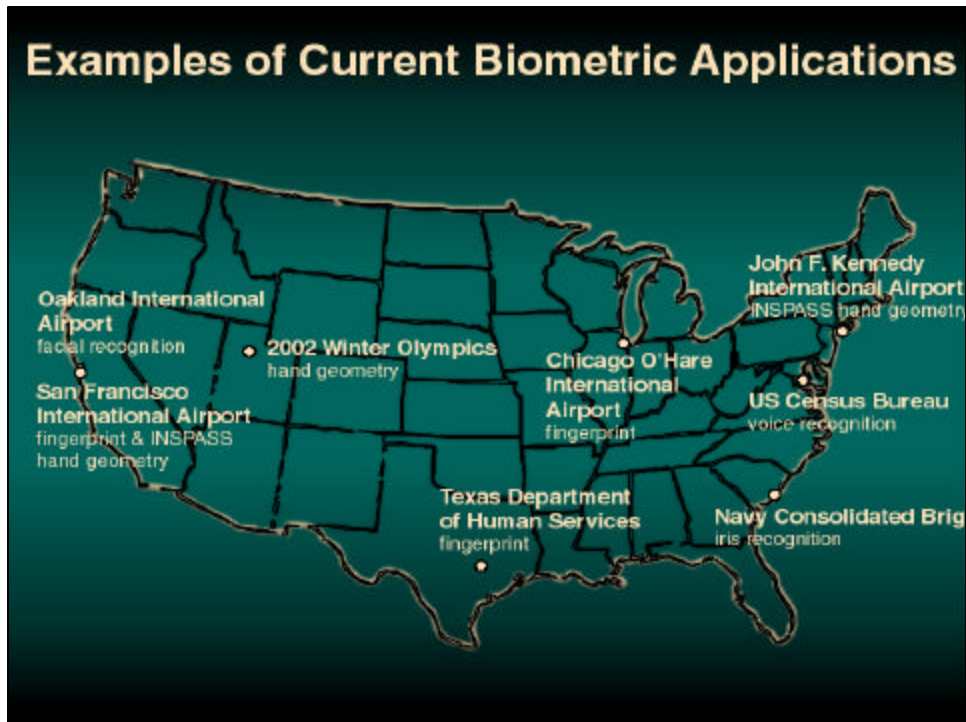 Examples of Current Biometric Applications
John F. Kennedy
International Airport
INSPASS hand geometry
Oakland International
Airport
facial recognition
2002 Winter Olympics
hand geometry
Chicago O'Hare
International
Airport
fingerprint
San Francisco
International Airport
fingerprint & INSPASS
hand geometry
US Census Bureau
voice recognition
Texas Department
of Human Services
fingerprint
Navy Consolidated Brig
iris recognition